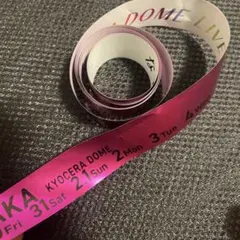 DOME LIVE
AKA KYOCERA DOME
Fri 31 Sat 2 1 Sun 2 Mon 3 Tue 4